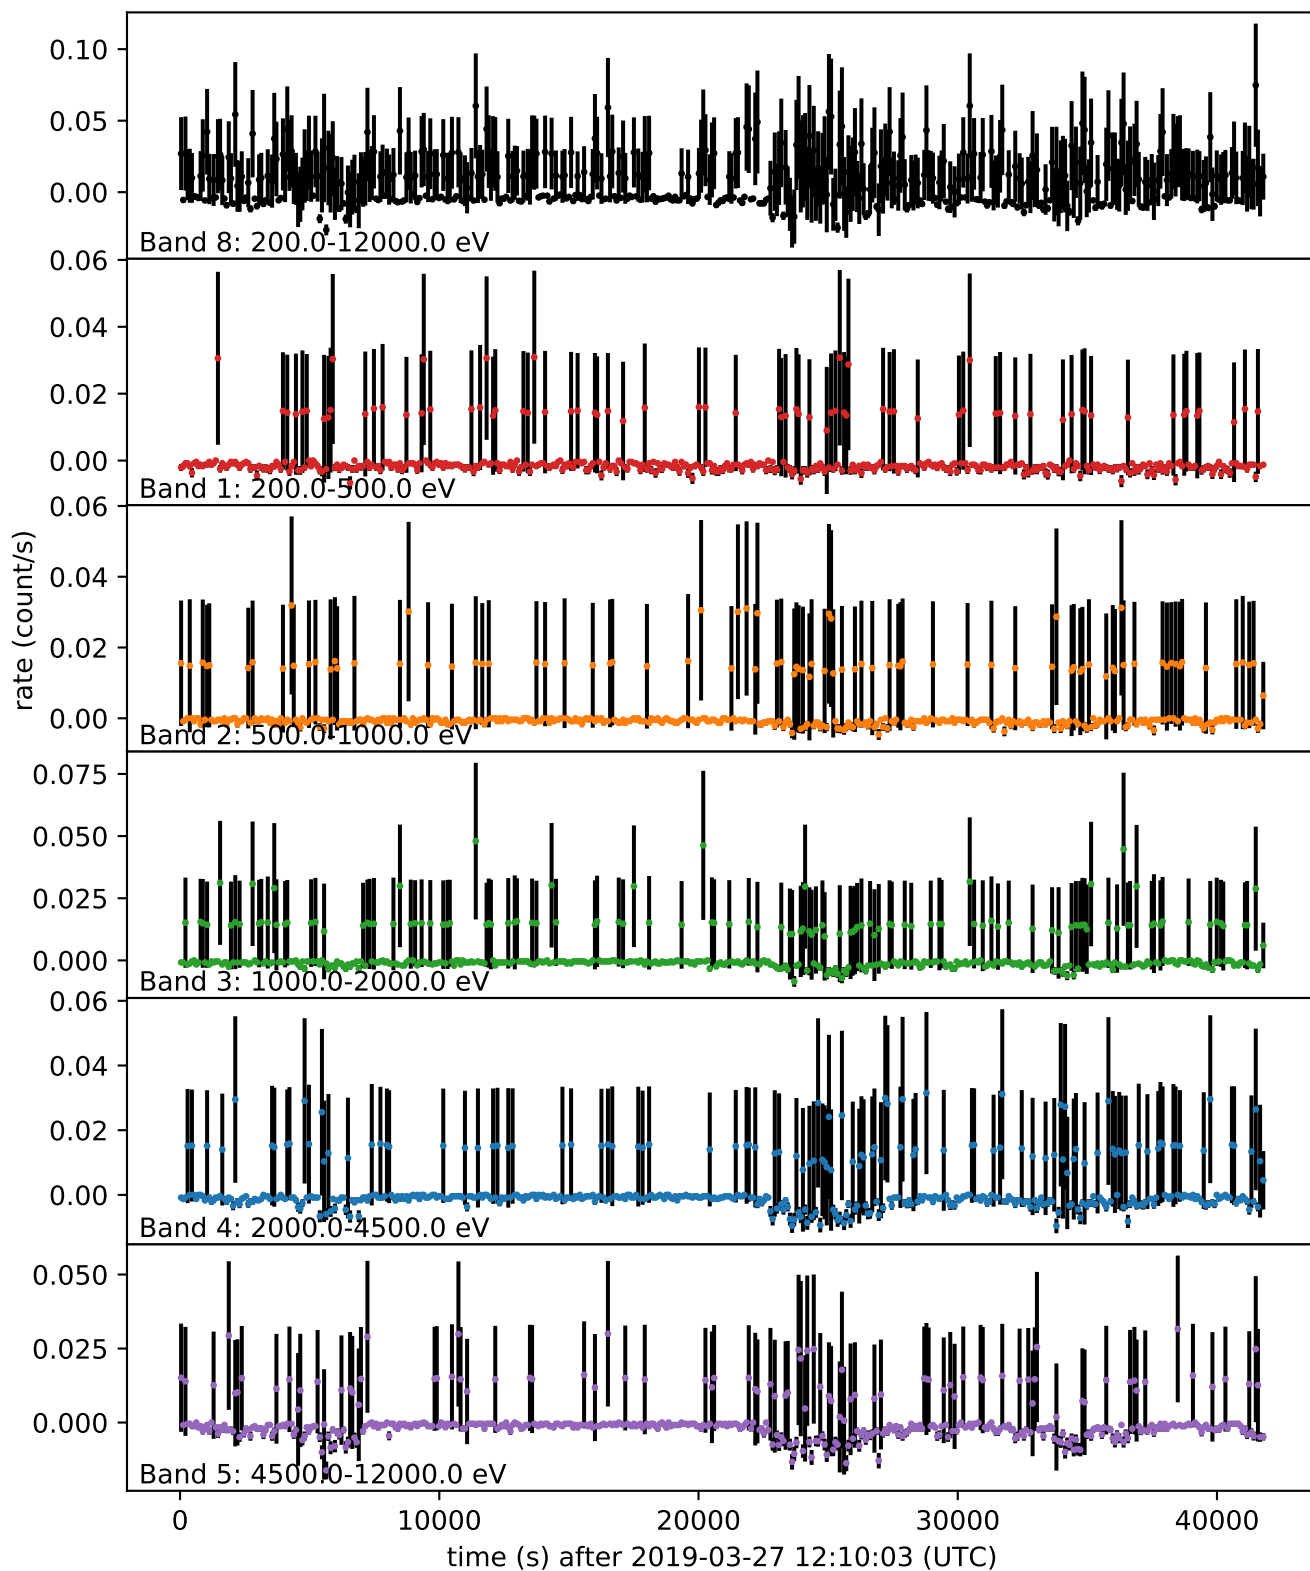 0.10
0.05
0.00
Band 8: 200.0-12000.0 eV
0.06
0.04
0.02
0.00
Band 1: 200.0-500.0 eV
0.06
0.04
0.02
0.00
Band 2: 500.0-1000.0 eV
rate (count/s)
0.075
0.050
0.025
0.000
Band 3: 1000.0-2000.0 eV
0.06
0.04
0.02
0.00
Band 4: 2000.0-4500.0 eV
0.050
0.025
0.000
Band 5: 4500.0-12000.0 eV
0 10000 20000 30000 40000
time (s) after 2019-03-27 12:10:03 (UTC)